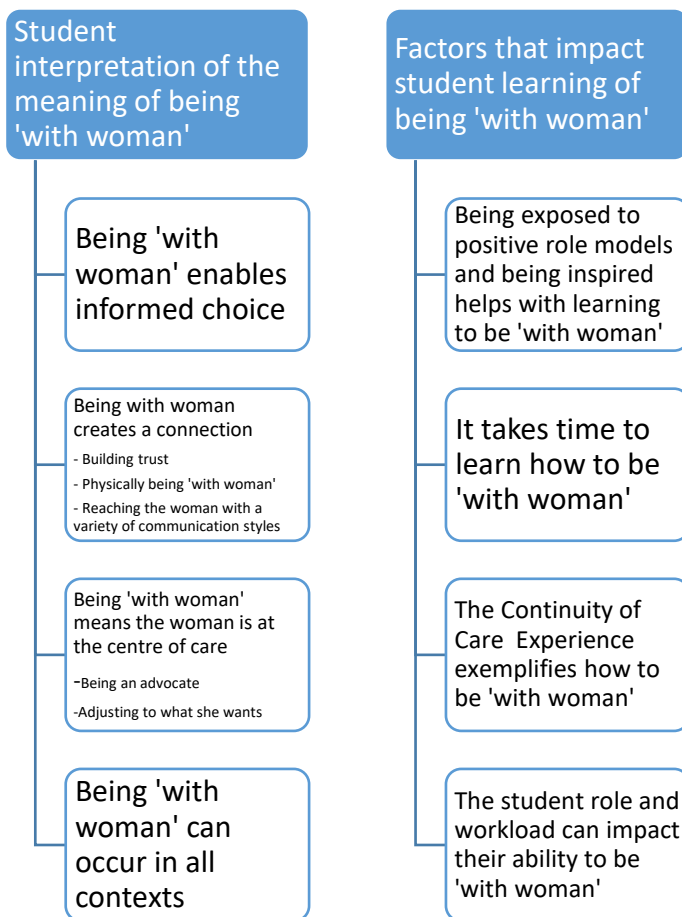 Student
interpretation of the
meaning of being
'with woman'
Being 'with
woman' enables
informed choice
Being with woman
creates a connection
- Building trust
- Physically being 'with woman'
- Reaching the woman with a
variety of communication styles
Being 'with woman'
means the woman is at
the centre of care
-Being an advocate
-Adjusting to what she wants
Being 'with
woman' can
occur in all
contexts
Factors that impact
student learning of
being 'with woman'
Being exposed to
positive role models
and being inspired
helps with learning
to be 'with woman'
It takes time to
learn how to be
'with woman'
The Continuity of
Care Experience
exemplifies how to
be 'with woman'
The student role and
workload can impact
their ability to be
'with woman'